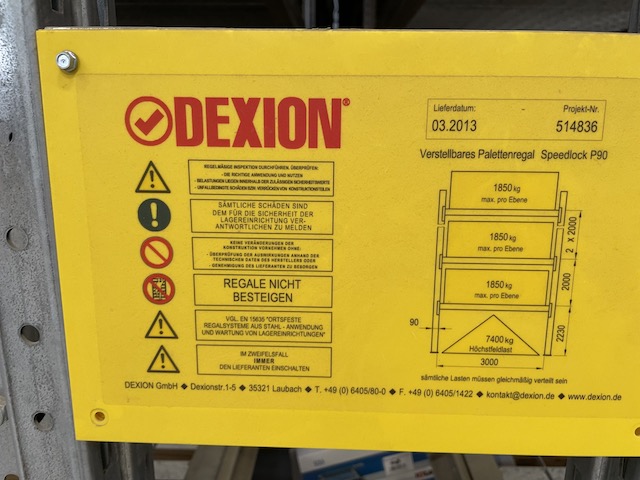 DEXION®
Lieferdatum: - Projekt-Nr.
03.2013 514836
Verstellbares Palettenregal Speedlock P90
REGELMÄßIGE INSPEKTION DURCHFÜHREN. ÜBERPRÜFEN:
- DIE RICHTIGE ANWENDUNG UND NUTZEN
- BELASTUNGEN LIEGEN INNERHALB DER ZULÄSSIGEN SICHERHEITSWERTE
- UNFALLBEDINGTE SCHÄDEN BZW. VERRÜCKEN VON KONSTRUKTIONSTEILEN
SÄMTLICHE SCHÄDEN SIND
DEM FÜR DIE SICHERHEIT DER
LAGEREINRICHTUNG VER-
ANTWORTLICHEN ZU MELDEN
KEINE VERÄNDERUNGEN DER
KONSTRUKTION VORNEHMEN OHNE:
- ÜBERPRÜFUNG DER AUSWIRKUNGEN ANHAND DER
TECHNISCHEN DATEN DES HERSTELLERS ODER
- GENEHMIGUNG DES LIEFERANTEN ZU BESORGEN
REGALE NICHT
BESTEIGEN
VGL. EN 15635 "ORTSFESTE
REGALSYSTEME AUS STAHL - ANWENDUNG
UND WARTUNG VON LAGEREINRICHTUNGEN"
IM ZWEIFELSFALL
IMMER
DEN LIEFERANTEN EINSCHALTEN
1850 kg
max. pro Ebene
1850 kg
max. pro Ebene
1850 kg
max. pro Ebene
2 X 2000
2000
2230
90
7400 kg
Höchstfeldlast
3000
sämtliche Lasten müssen gleichmäßig verteilt sein
DEXION GmbH ◆ Dexionstr.1-5 ◆ 35321 Laubach ◆ T. +49 (0) 6405/80-0 ◆ F. +49 (0) 6405/1422 ◆ kontakt@dexion.de ◆ www.dexion.de